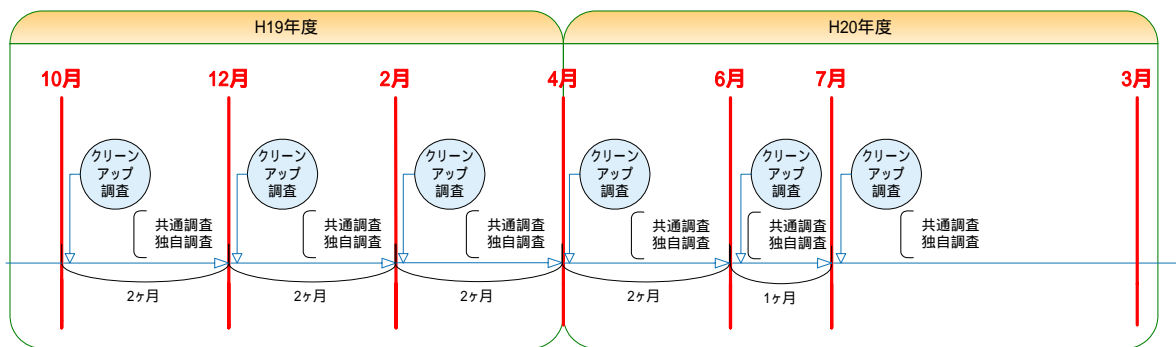 H19年度
H20年度
10月
12月
2月
4月
6月
7月
3月
クリーン
アップ
調査
クリーン
アップ
調査
クリーン
アップ
調査
クリーン
アップ
調査
クリーン
アップ
調査
クリーン
アップ
調査
共通調査
独自調査
共通調査
独自調査
共通調査
独自調査
共通調査
独自調査
共通調査
独自調査
共通調査
独自調査
2ヶ月
2ヶ月
2ヶ月
2ヶ月
1ヶ月